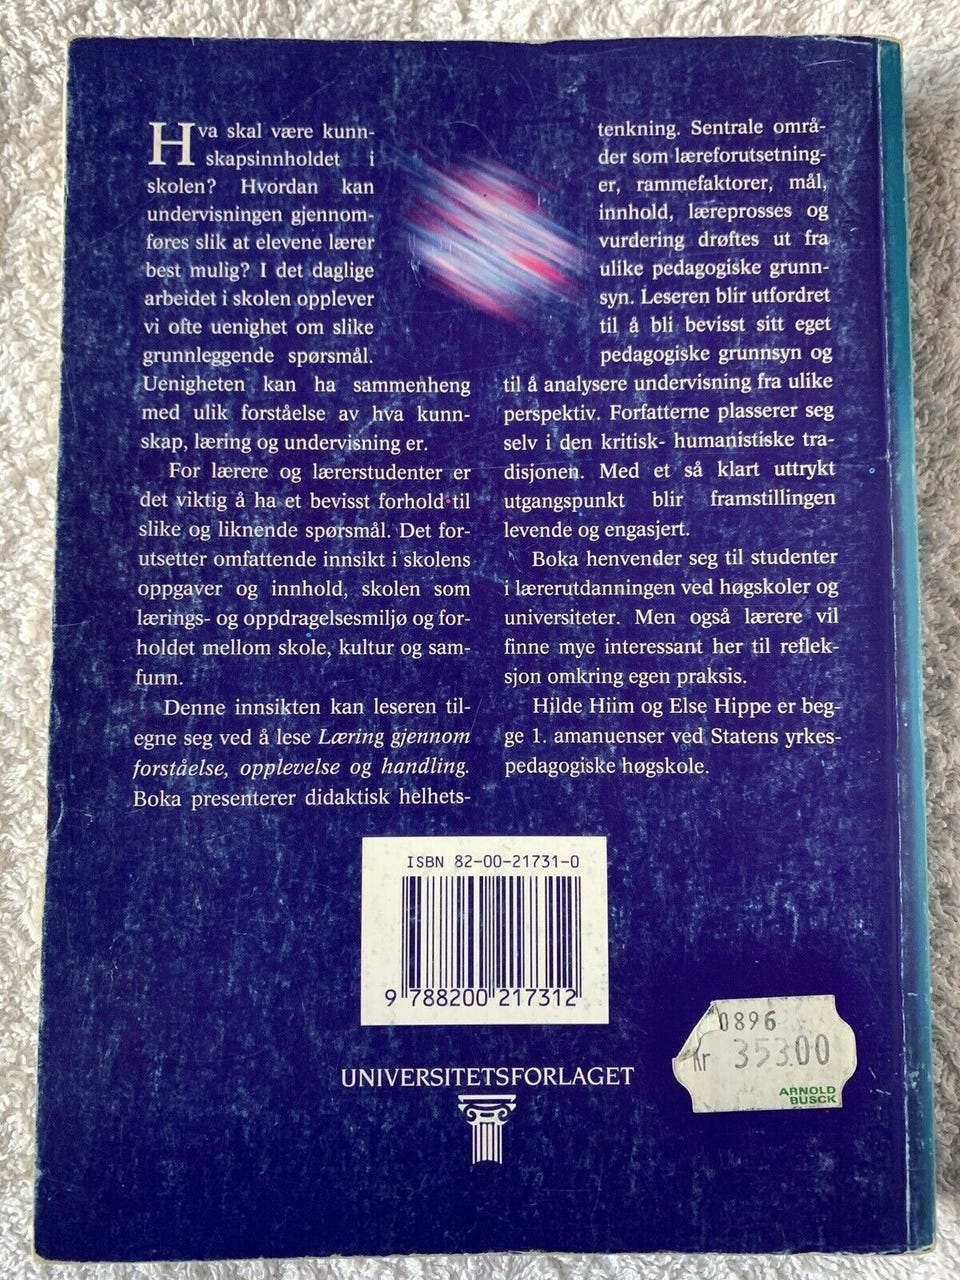 Hva skal være kunn-
skapsinnholdet i
skolen? Hvordan kan
undervisningen gjennom-
føres slik at elevene lærer
best mulig? I det daglige
arbeidet i skolen opplever
vi ofte uenighet om slike
grunnleggende spørsmål.
Uenigheten kan ha sammenheng
med ulik forståelse av hva kunn-
skap, læring og undervisning er.
For lærere og lærerstudenter er
det viktig å ha et bevisst forhold til
slike og liknende spørsmål. Det for-
utsetter omfattende innsikt i skolens
oppgaver og innhold, skolen som
lærings- og oppdragelsesmiljø og for-
holdet mellom skole, kultur og sam-
funn.
Denne innsikten kan leseren til-
egne seg ved å lese Læring gjennom
forståelse, opplevelse og handling.
Boka presenterer didaktisk helhets-
tenkning. Sentrale områ-
der som læreforutsetning-
er, rammefaktorer, mål,
innhold, læreprosses og
vurdering drøftes ut fra
ulike pedagogiske grunn-
syn. Leseren blir utfordret
til å bli bevisst sitt eget
pedagogiske grunnsyn og
til å analysere undervisning fra ulike
perspektiv. Forfatterne plasserer seg
selv i den kritisk- humanistiske tra-
disjonen. Med et så klart uttrykt
utgangspunkt blir framstillingen
levende og engasjert.
Boka henvender seg til studenter
i lærerutdanningen ved høgskoler og
universiteter. Men også lærere vil
finne mye interessant her til reflek-
sjon omkring egen praksis.
Hilde Hiim og Else Hippe er beg-
ge 1. amanuenser ved Statens yrkes-
pedagogiske høgskole.
ISBN 82-00-21731-0
9 788200 217312
UNIVERSITETSFORLAGET
0896
kr 353.00
ARNOLD
BUSCK